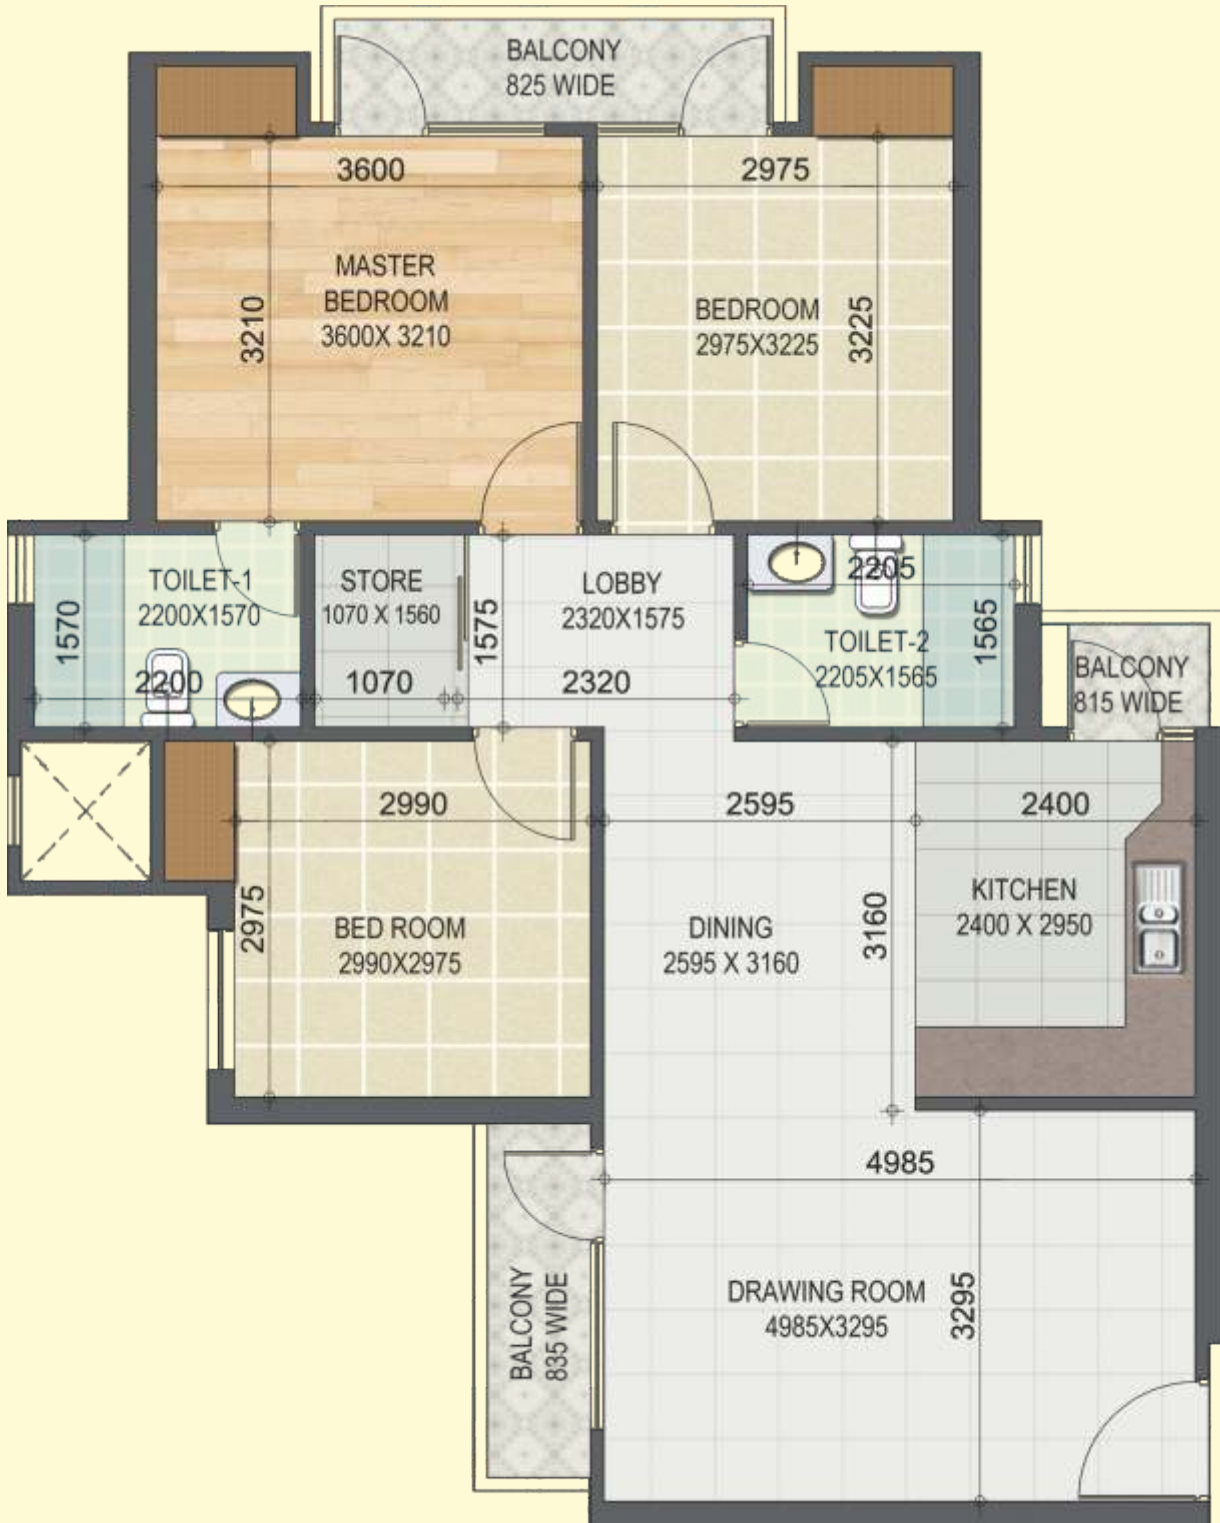 BALCONY
825 WIDE
3600
2975
MASTER
BEDROOM
3600X 3210
3210
BEDROOM
2975X3225
3225
TOILET-1
2200X1570
1570
2200
STORE
1070 X 1560
1070
1575
LOBBY
2320X1575
2320
2205
TOILET-2
2205X1565
1565
BALCONY
815 WIDE
2990
2975
BED ROOM
2990X2975
2595
3160
DINING
2595 X 3160
2400
KITCHEN
2400 X 2950
4985
BALCONY
835 WIDE
DRAWING ROOM
4985X3295
3295